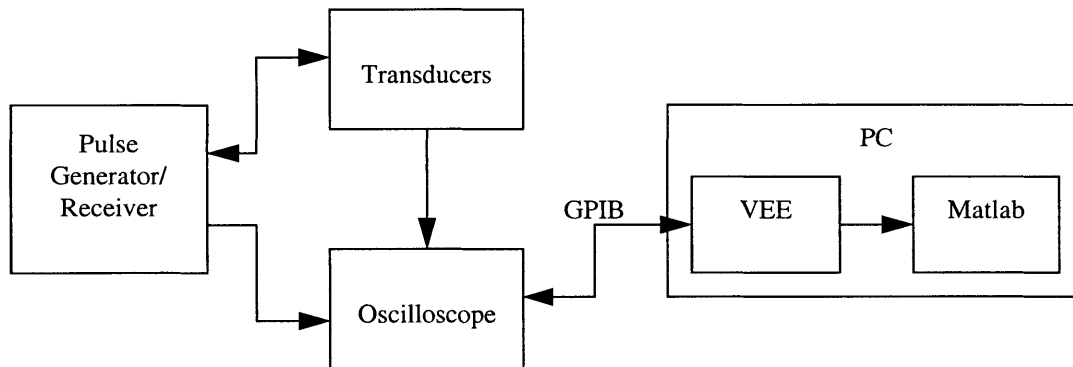 Transducers
Pulse
Generator/
Receiver
PC
GPIB
VEE
Matlab
Oscilloscope